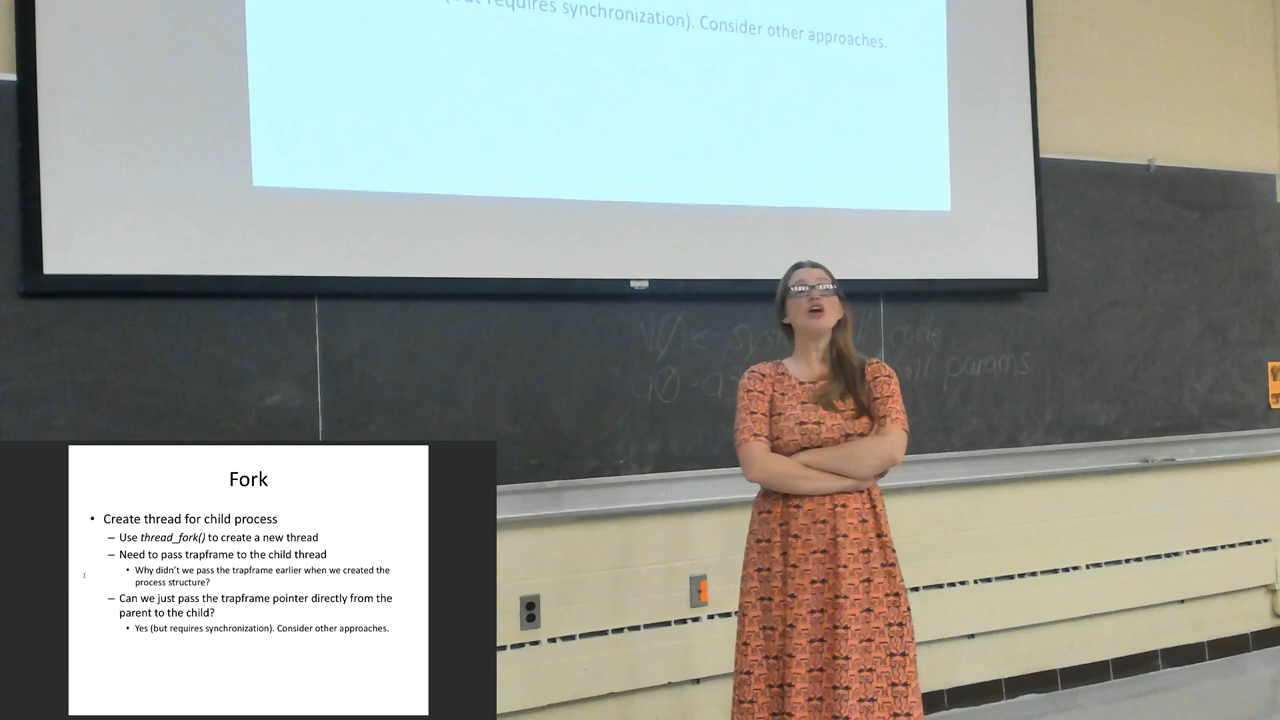 requires synchronization). Consider other approaches.
code
params
Fork
• Create thread for child process
– Use thread_fork() to create a new thread
– Need to pass trapframe to the child thread
• Why didn't we pass the trapframe earlier when we created the
process structure?
– Can we just pass the trapframe pointer directly from the
parent to the child?
• Yes (but requires synchronization). Consider other approaches.